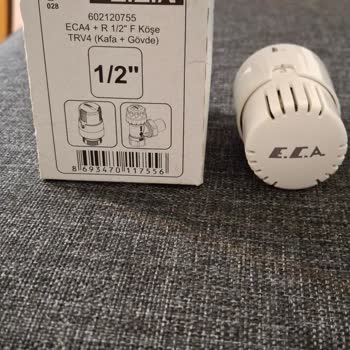 028
E.C.A.
602120755
ECA4 + R 1/2" F Köşe
TRV4 (Kafa + Gövde)
1/2"
8 693470 117556
E.C.A.